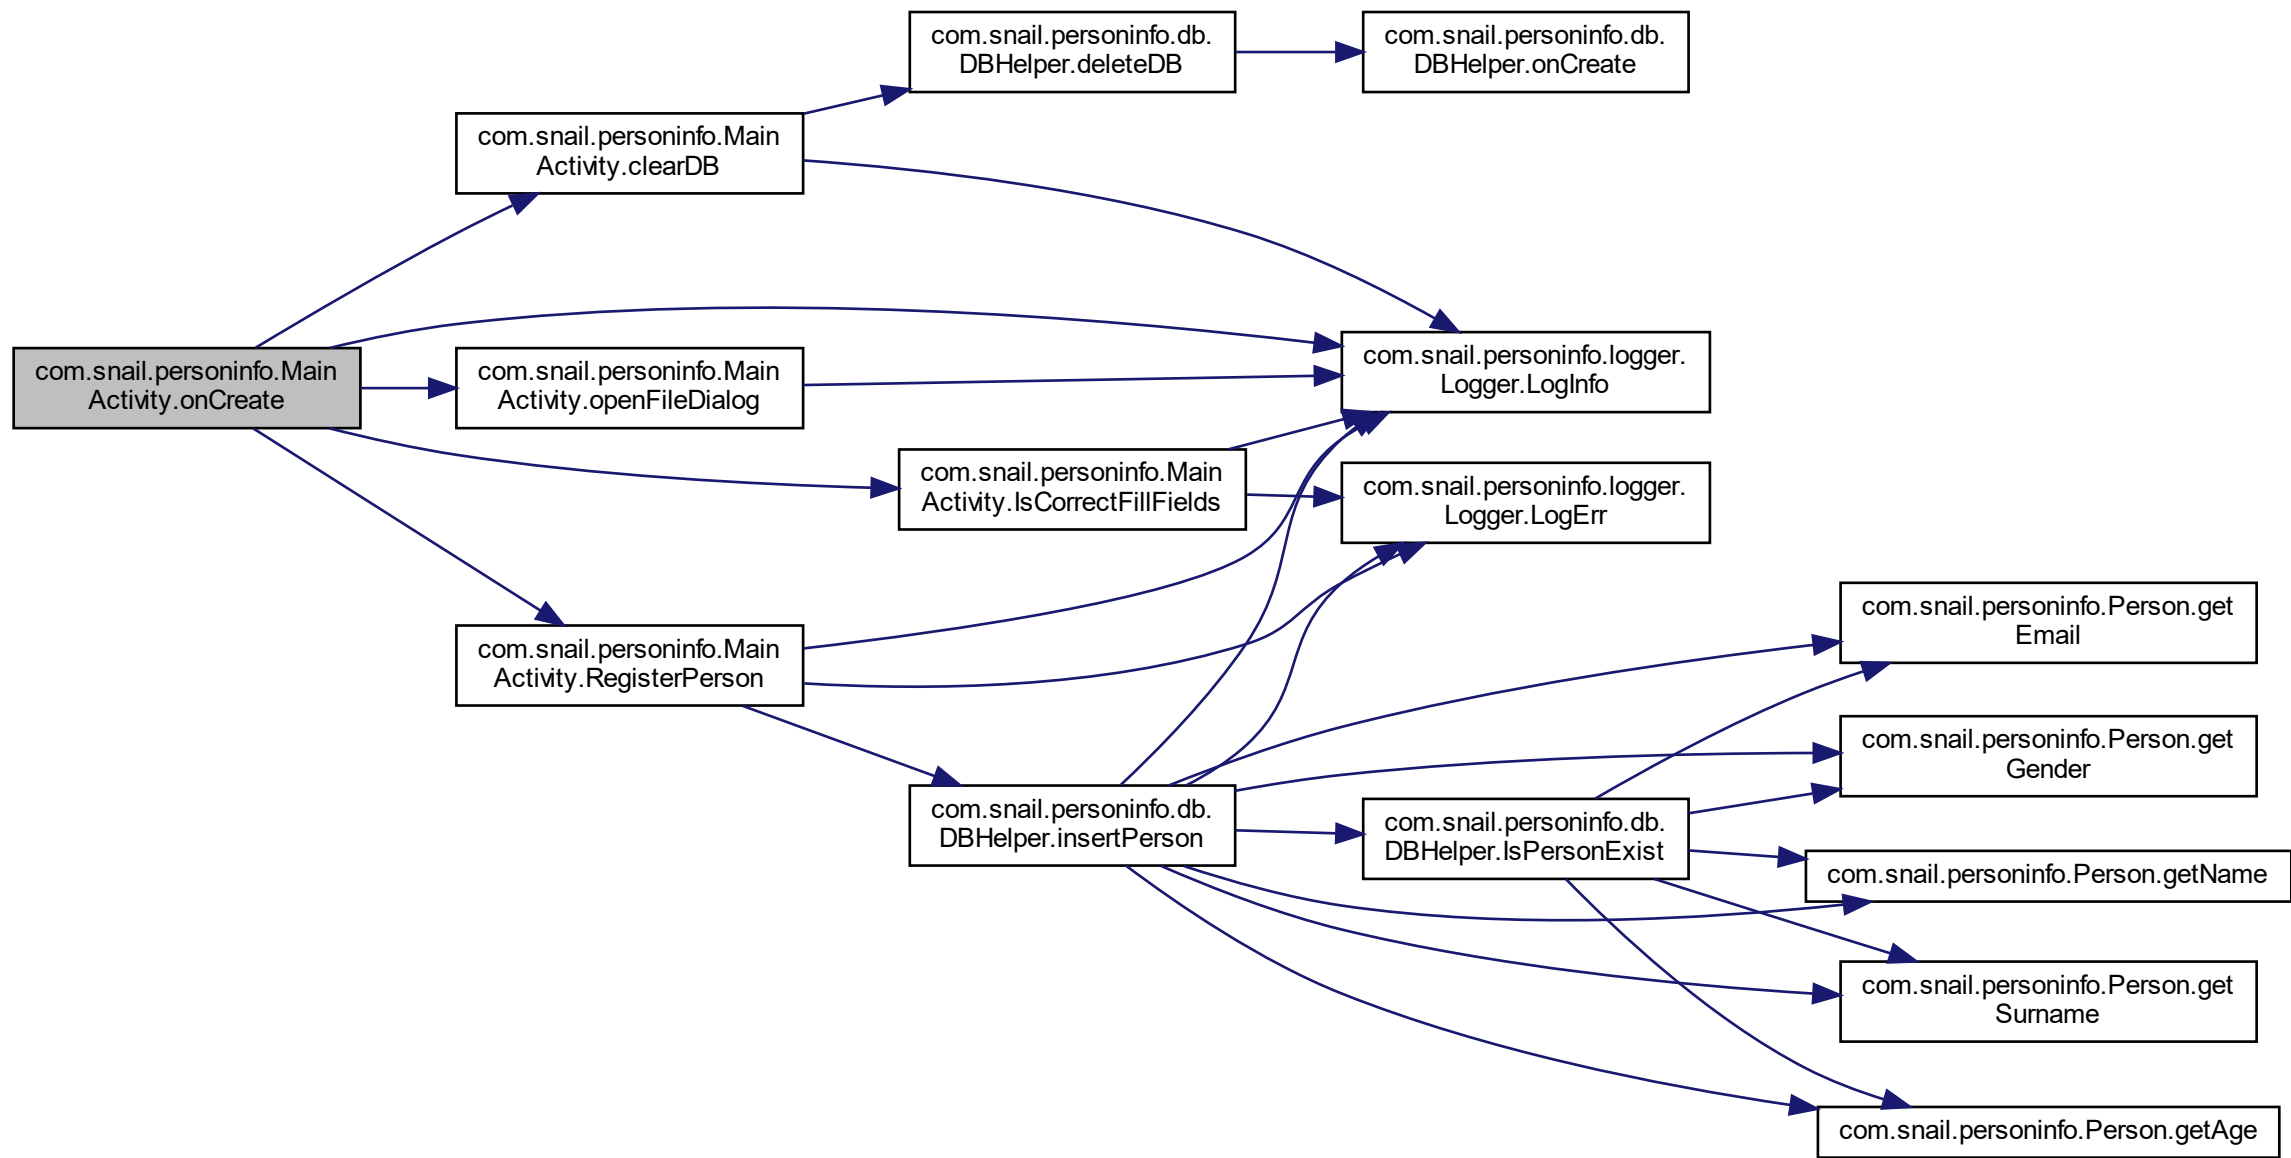 com.snail.personinfo.db.
DBHelper.deleteDB
com.snail.personinfo.db.
DBHelper.onCreate
com.snail.personinfo.Main
Activity.clearDB
com.snail.personinfo.Main
Activity.onCreate
com.snail.personinfo.Main
Activity.openFileDialog
com.snail.personinfo.logger.
Logger.LogInfo
com.snail.personinfo.Main
Activity.IsCorrectFillFields
com.snail.personinfo.logger.
Logger.LogErr
com.snail.personinfo.Main
Activity.RegisterPerson
com.snail.personinfo.Person.get
Email
com.snail.personinfo.Person.get
Gender
com.snail.personinfo.db.
DBHelper.insertPerson
com.snail.personinfo.db.
DBHelper.IsPersonExist
com.snail.personinfo.Person.getName
com.snail.personinfo.Person.get
Surname
com.snail.personinfo.Person.getAge